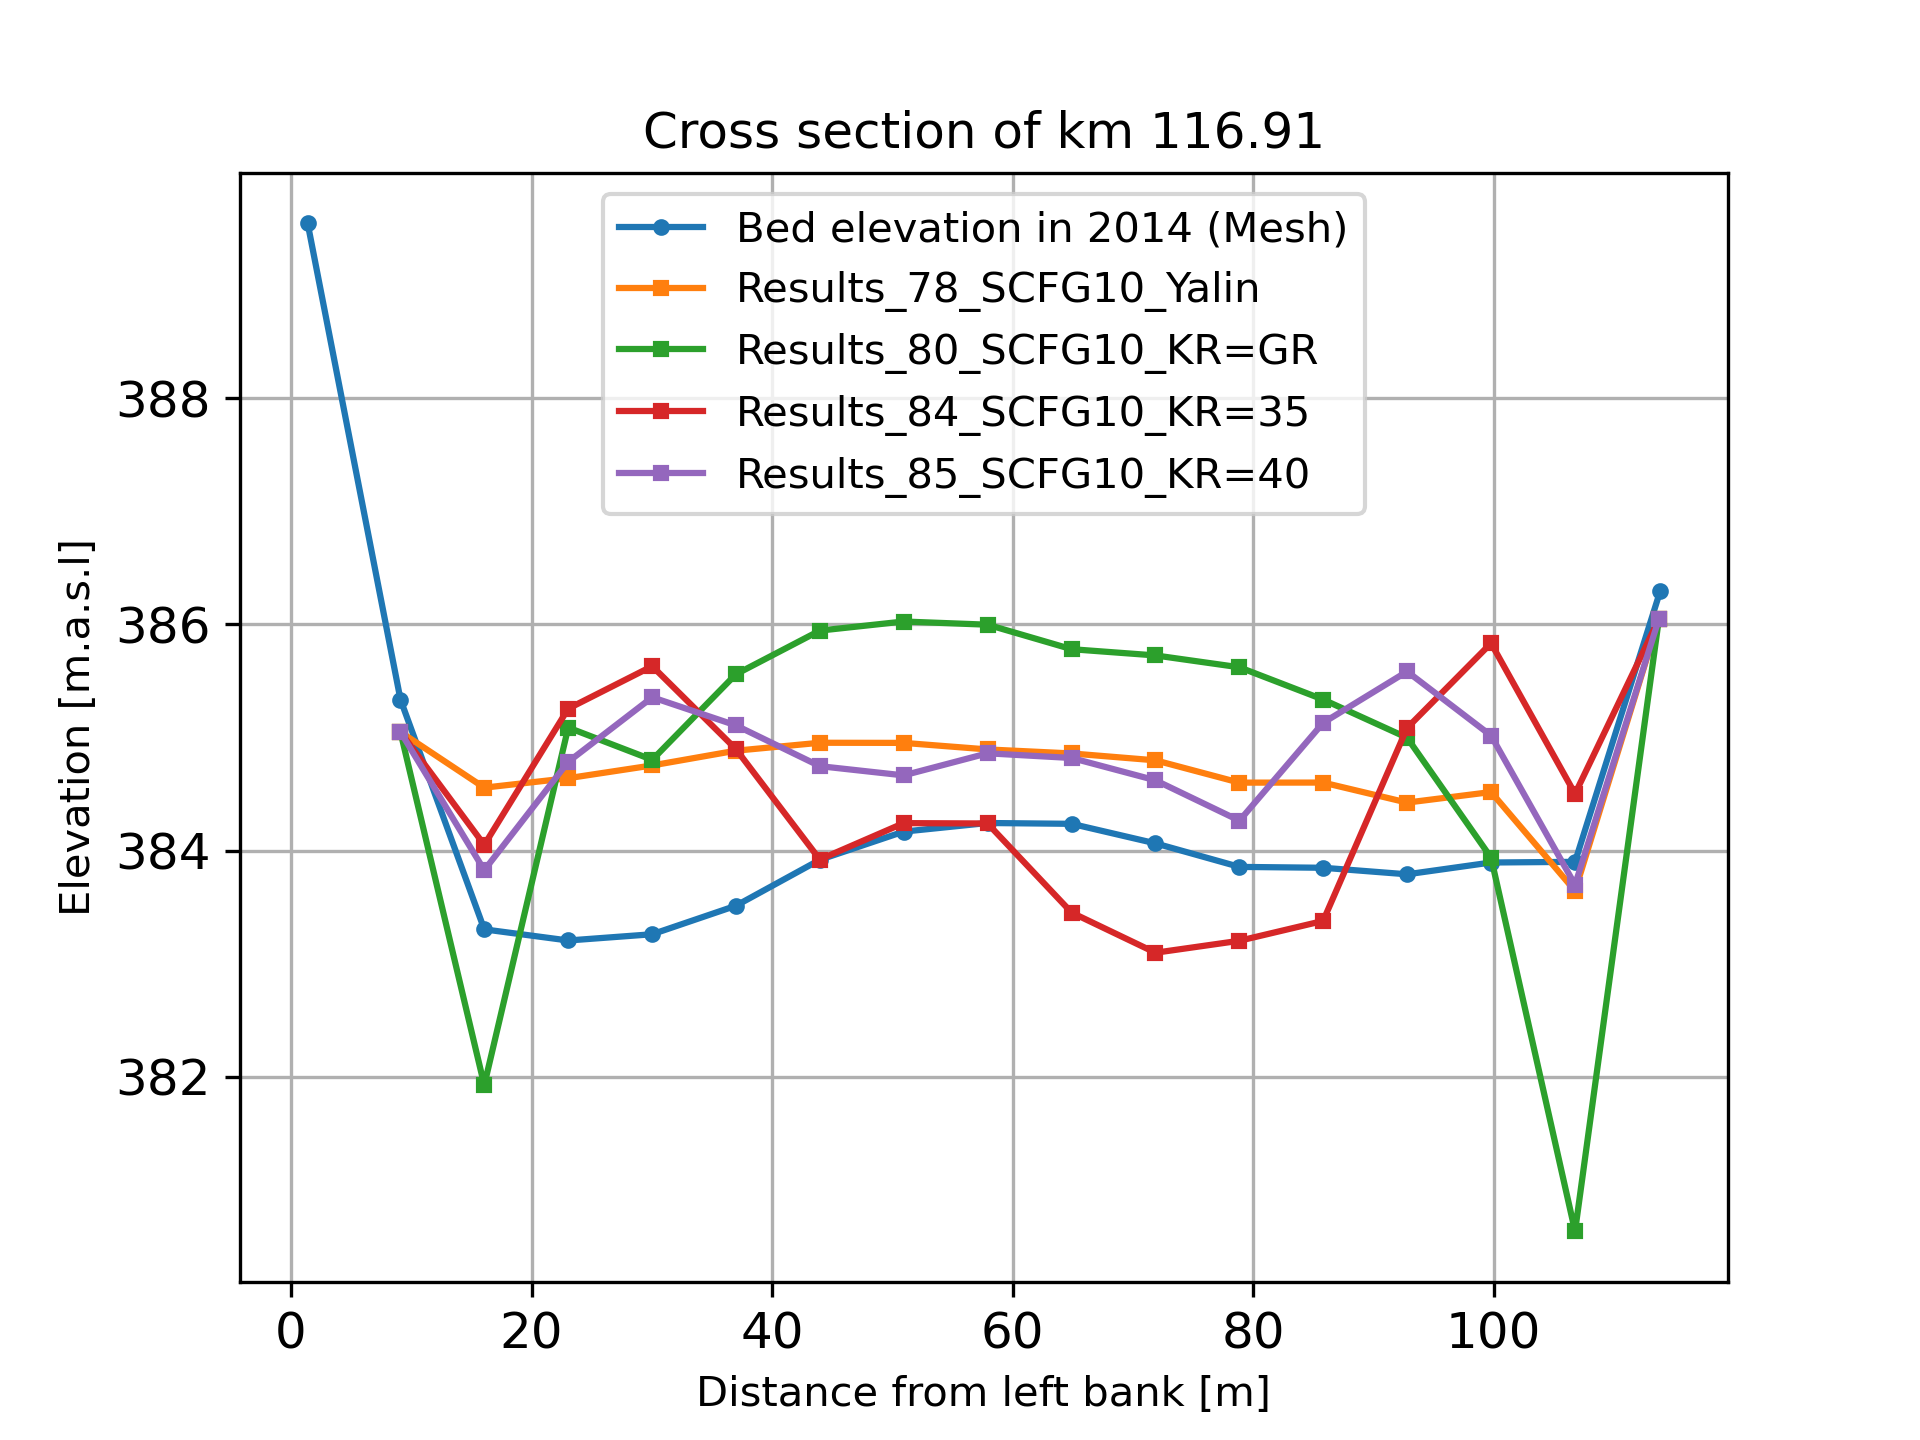 Cross section of km 116.91
Bed elevation in 2014 (Mesh)
Results_78_SCFG10_Yalin
Results_80_SCFG10_KR=GR
Results_84_SCFG10_KR=35
Results_85_SCFG10_KR=40
388
386
384
382
Elevation [m.a.s.l]
0 20 40 60 80 100
Distance from left bank [m]